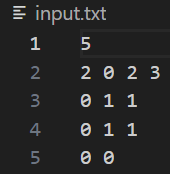 input.txt
1 5
2 2 0 2 3
3 0 1 1
4 0 1 1
5 0 0